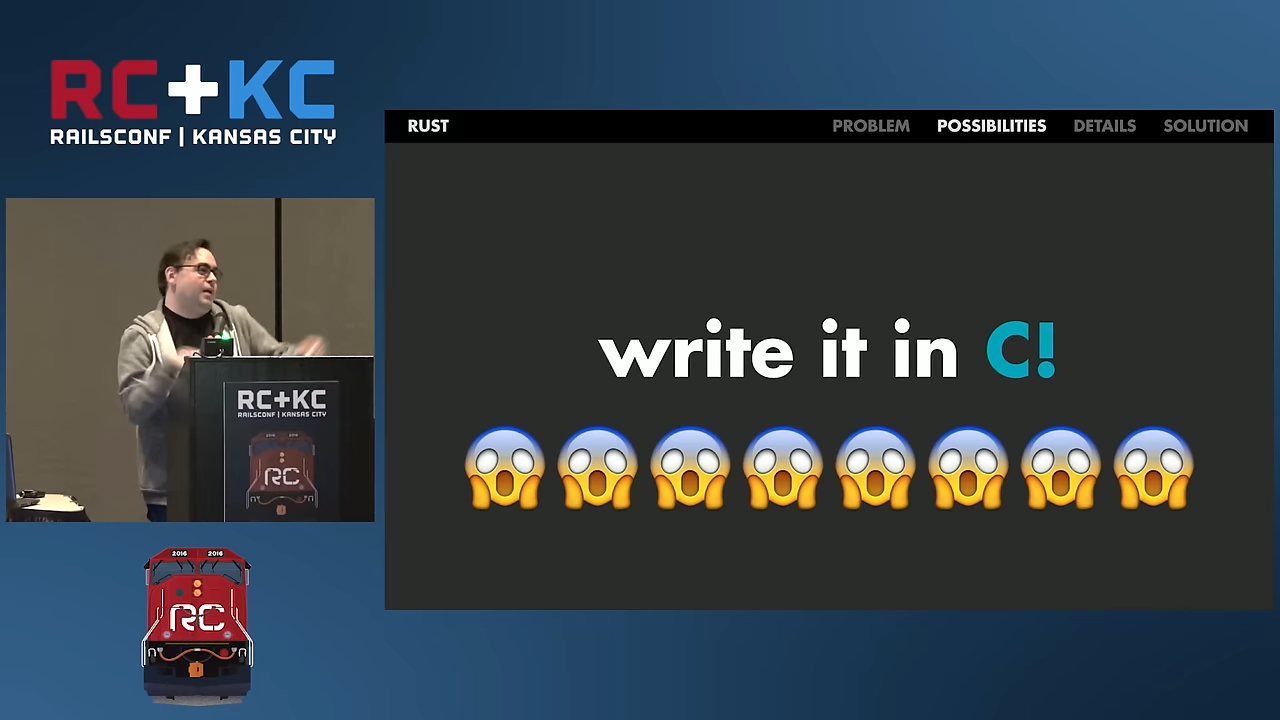 RC+KC
RAILSCONF | KANSAS CITY
RUST PROBLEM POSSIBILITIES DETAILS SOLUTION
write it in C!
RC+KC
RAILSCONF | KANSAS CITY
RC
2016 2016
RC